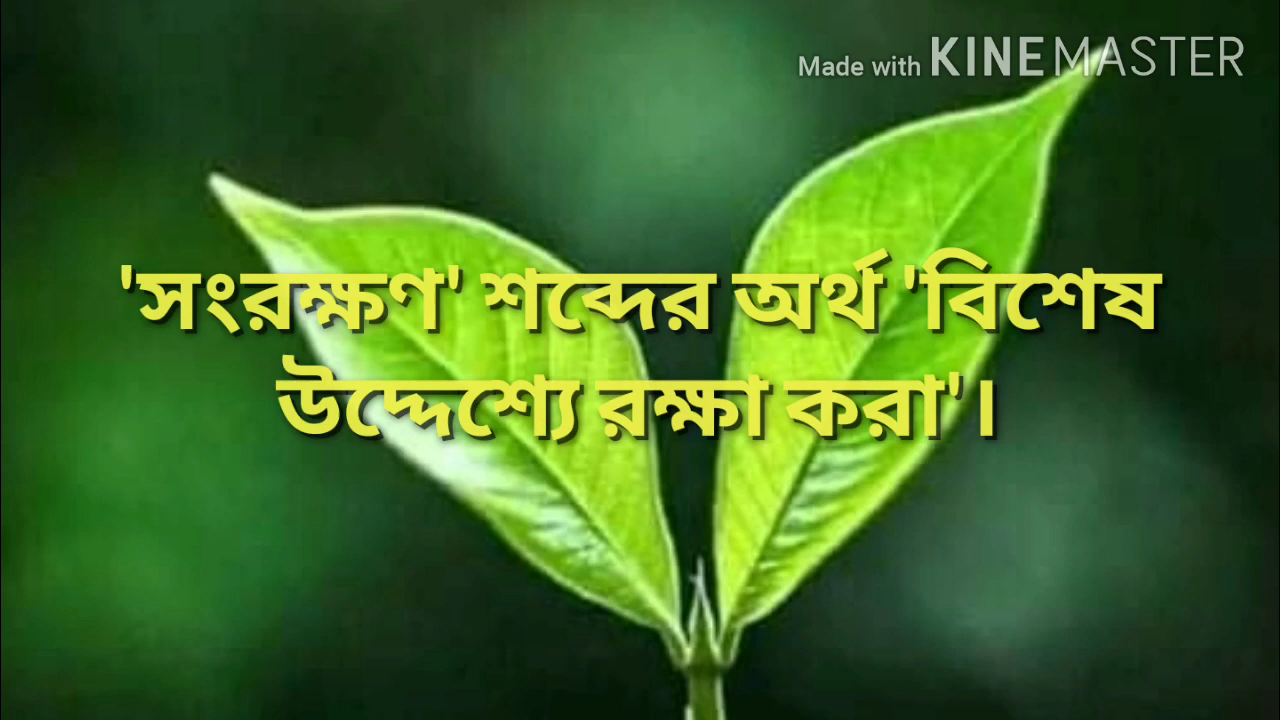 Made with KINEMASTER
'সংরক্ষণ' শব্দের অর্থ 'বিশেষ
উদ্দেশ্যে রক্ষা করা'।